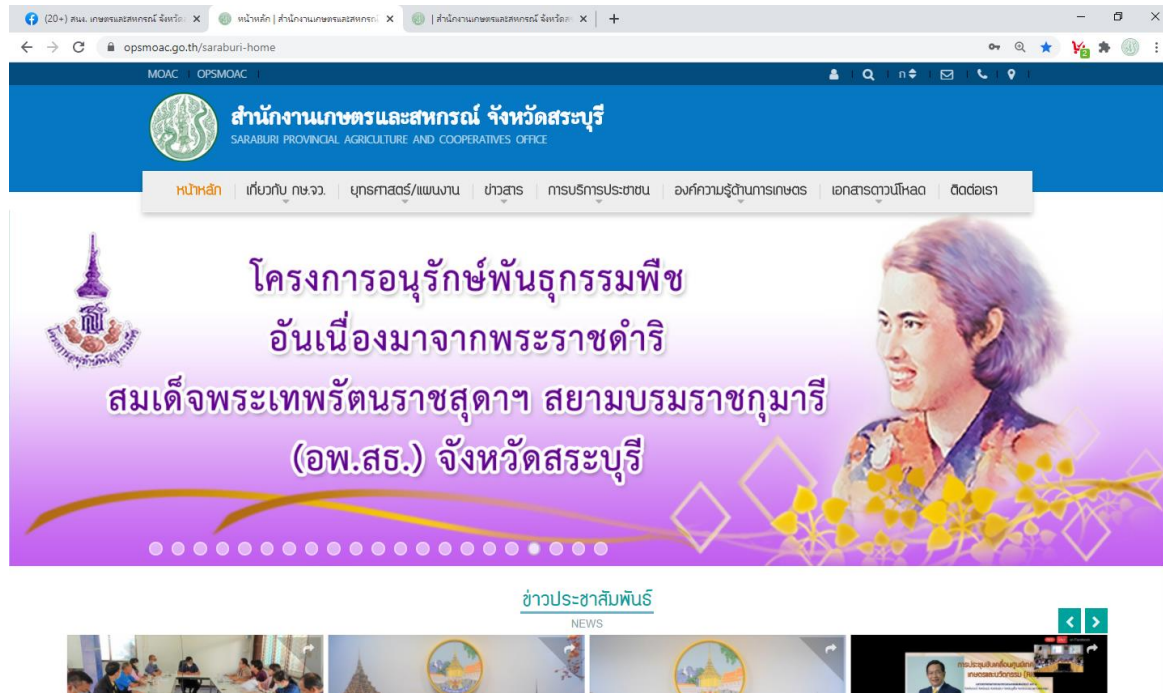 (20+) สนง. เกษตรและสหกรณ์ จังหวัด
หน้าหลัก | สำนักงานเกษตรและสหกรณ์
| สำนักงานเกษตรและสหกรณ์ จังหวัดส
opsmoac.go.th/saraburi-home
MOAC OPSMOAC
ก
สำนักงานเกษตรและสหกรณ์ จังหวัดสระบุรี
SARABURI PROVINCIAL AGRICULTURE AND COOPERATIVES OFFICE
หน้าหลัก เกี่ยวกับ กษ.จว. ยุทธศาสตร์/แผนงาน ข่าวสาร การบริการประชาชน องค์ความรู้ด้านการเกษตร เอกสารดาวน์โหลด ติดต่อเรา
โครงการอนุรักษ์พันธุกรรมพืช
อันเนื่องมาจากพระราชดำริ
สมเด็จพระเทพรัตนราชสุดาฯ สยามบรมราชกุมารี
(อพ.สธ.) จังหวัดสระบุรี
ข่าวประชาสัมพันธ์
NEWS